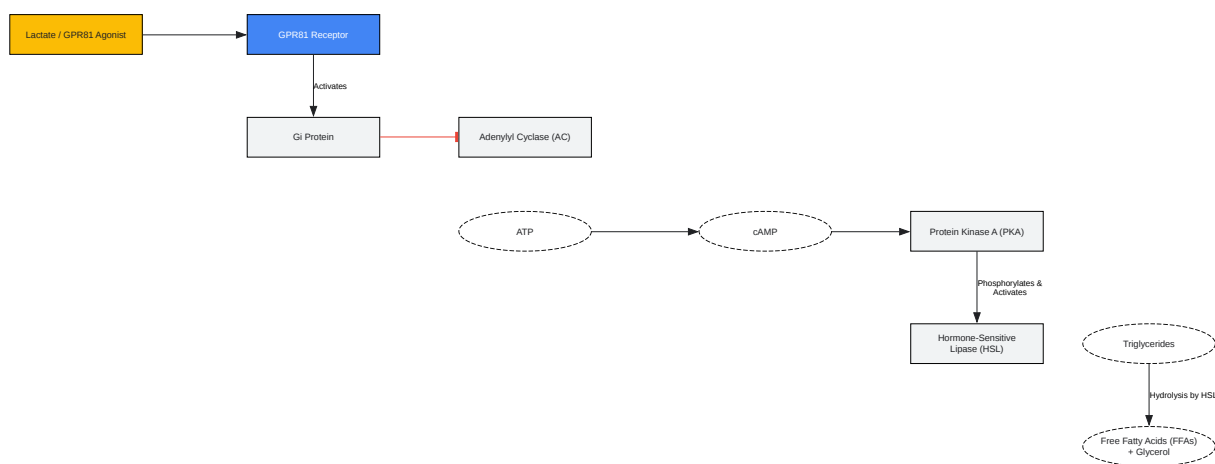 Lactate / GPR81 Agonist
GPR81 Receptor
Activates
Gi Protein
Adenylyl Cyclase (AC)
ATP
cAMP
Protein Kinase A (PKA)
Phosphorylates &
Activates
Hormone-Sensitive
Lipase (HSL)
Triglycerides
Hydrolysis by HSL
Free Fatty Acids (FFAs)
+ Glycerol